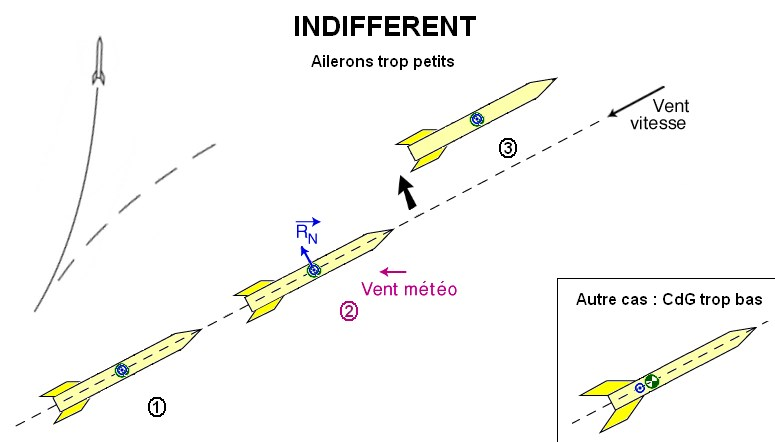 INDIFFERENT
Ailerons trop petits
Vent
vitesse
3
R_N
Vent météo
2
Autre cas : CdG trop bas
1